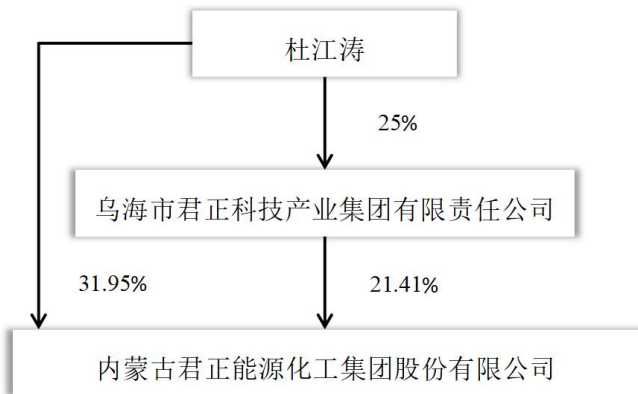 杜江涛
25%
乌海市君正科技产业集团有限责任公司
31.95%
21.41%
内蒙古君正能源化工集团股份有限公司